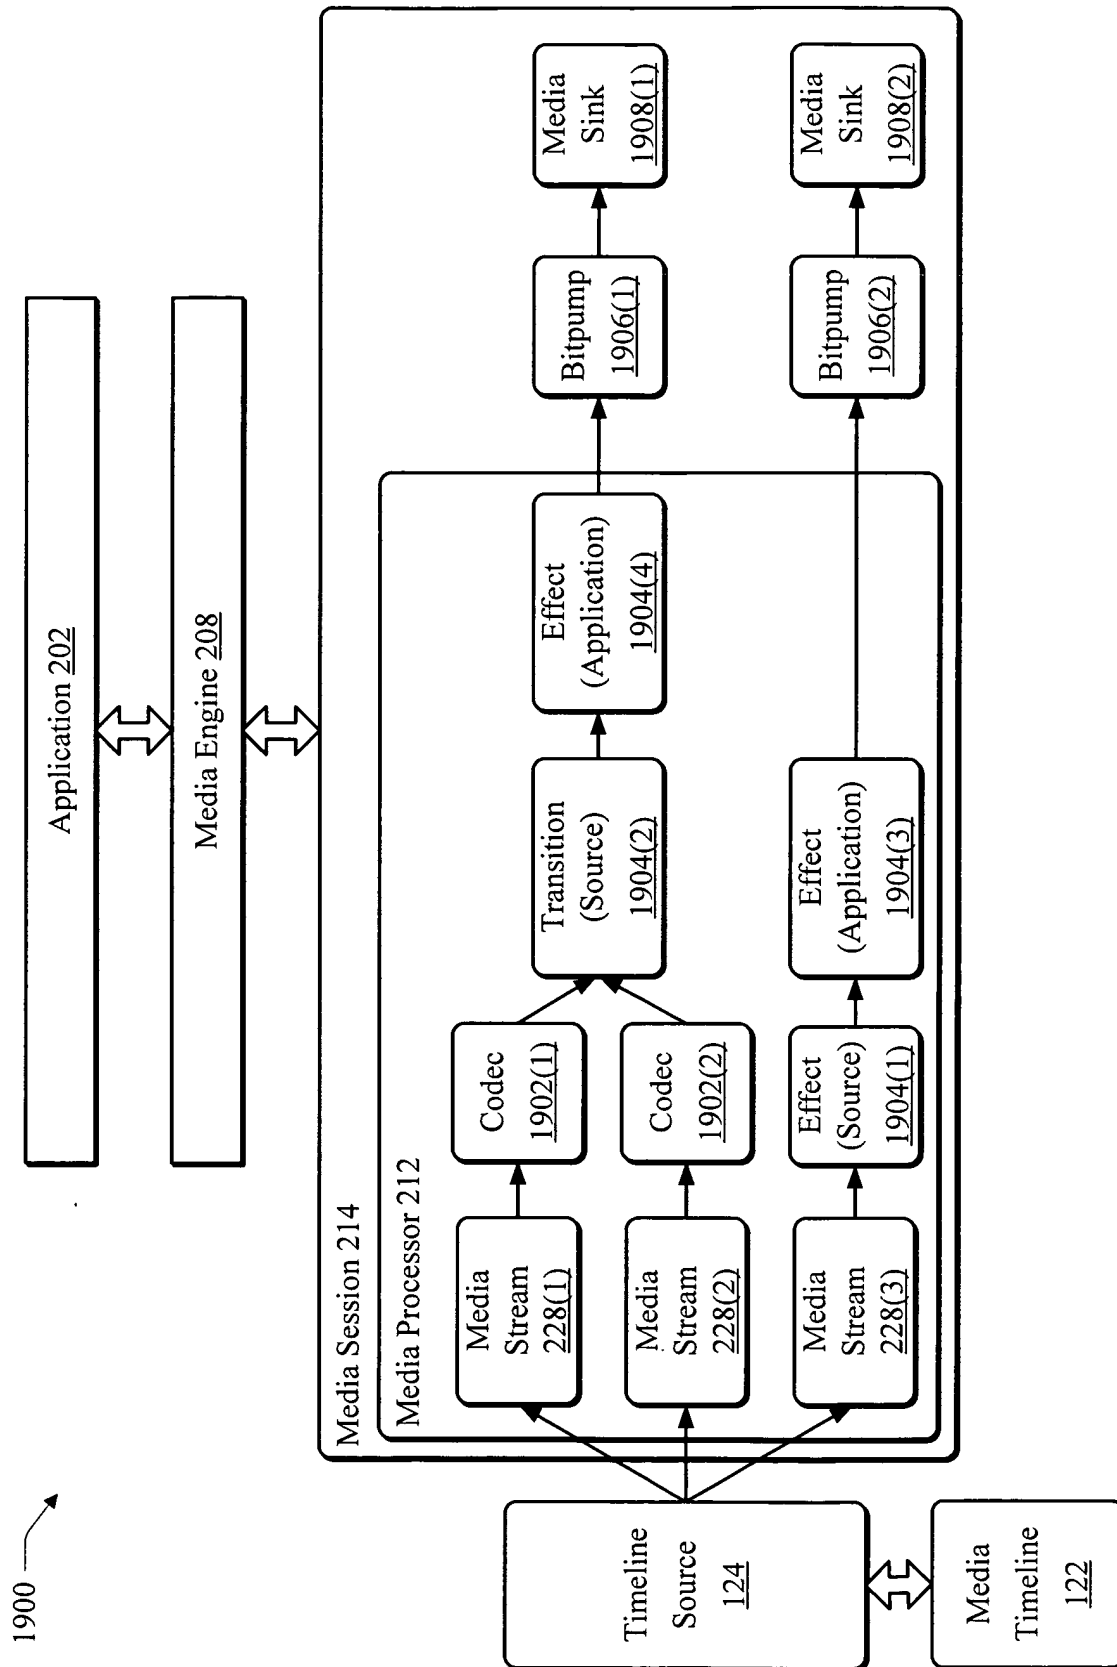 1900
Application 202
Media Engine 208
Media Session 214
Media Processor 212
Timeline
Source
124
Media
Timeline
122
Media
Stream
228(1)
Codec
1902(1)
Media
Stream
228(2)
Codec
1902(2)
Transition
(Source)
1904(2)
Effect
(Application)
1904(4)
Bitpump
1906(1)
Media
Sink
1908(1)
Media
Stream
228(3)
Effect
(Source)
1904(1)
Effect
(Application)
1904(3)
Bitpump
1906(2)
Media
Sink
1908(2)